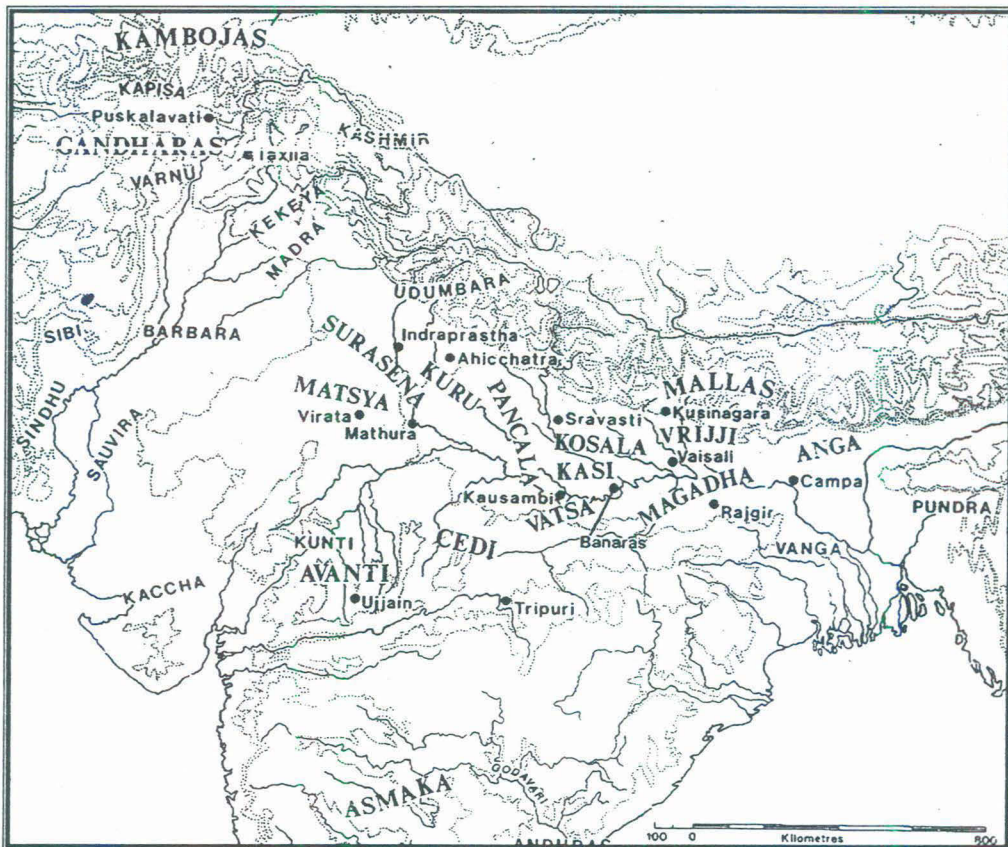 KAMBOJAS
KAPISA
Puskalavati
KASHMIR
GANDHARAS
Taxila
VARNU
KEKEYA
MADRA
UDUMBARA
SIBI
BARBARA
Indraprastha
SURASENA
Ahicchatra
KURU
MATSYA
Virata
Mathura
PANCALA
MALLAS
Kusinagara
Sravasti
VRIJJI
KOSALA
Vaisali
SINDHU
SAUVIRA
KASI
ANGA
Campa
Kausambi
VATSA
MAGADHA
Rajgir
PUNDRA
Banaras
VANGA
KUNTI
CEDI
AVANTI
Ujjain
KACCHA
Tripuri
GODAVARI
ASMAKA
100 0 Kilometres